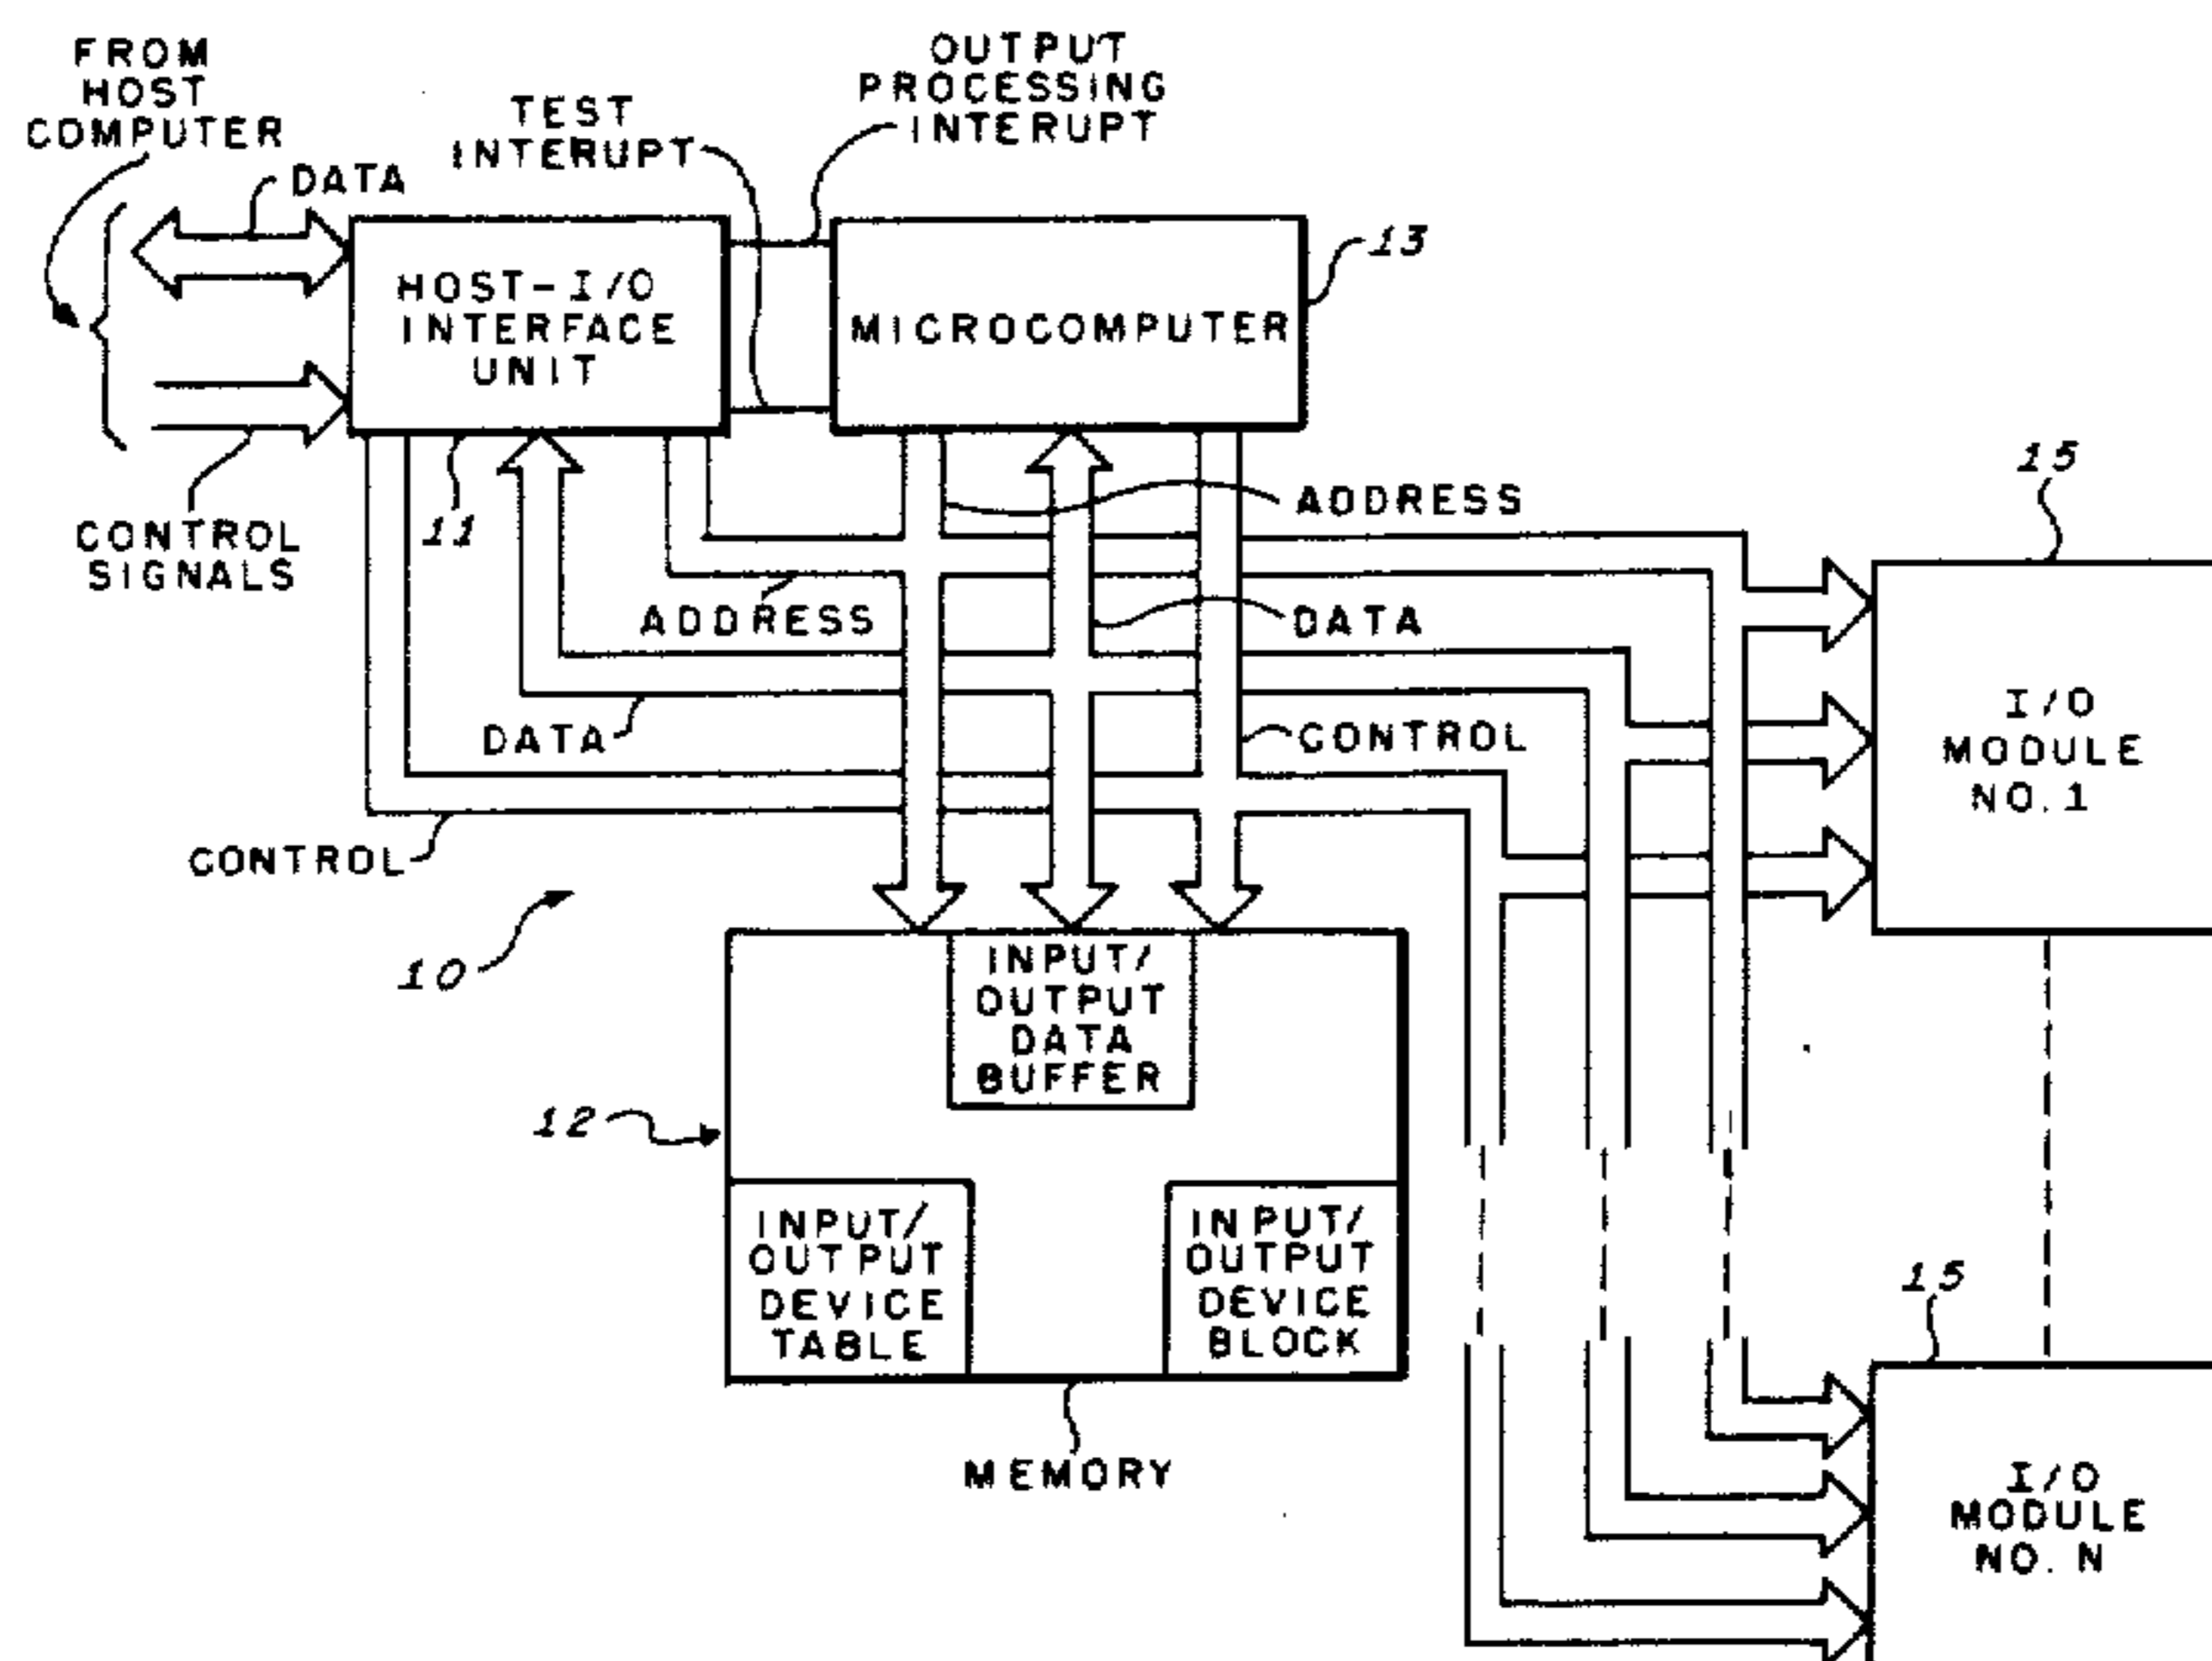 FROM
HOST
COMPUTER
DATA
TEST
INTERUPT
OUTPUT
PROCESSING
INTERUPT
HOST-I/O
INTERFACE
UNIT
MICROCOMPUTER
13
CONTROL
SIGNALS
11
ADDRESS
15
ADDRESS
DATA
DATA
CONTROL
I/O
MODULE
NO. 1
CONTROL
10
INPUT/
OUTPUT
DATA
BUFFER
12
INPUT/
OUTPUT
DEVICE
TABLE
INPUT/
OUTPUT
DEVICE
BLOCK
MEMORY
15
I/O
MODULE
NO. N